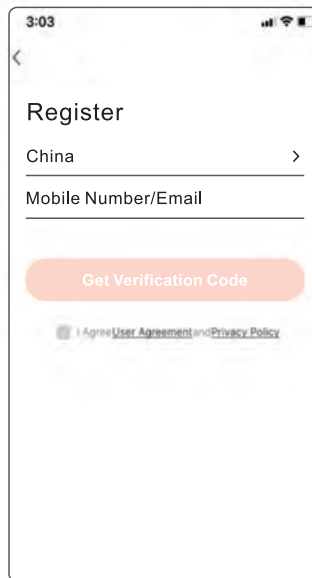 3:03
Register
China
Mobile Number/Email
Get Verification Code
I Agree User Agreement and Privacy Policy